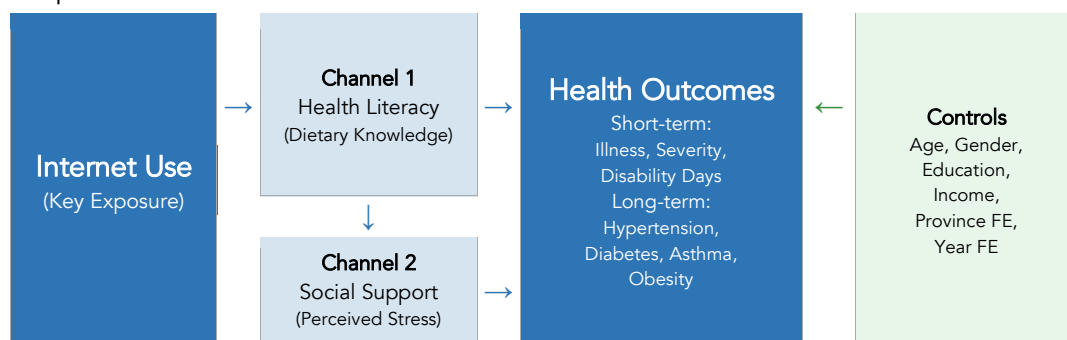 Internet Use
(Key Exposure)
→
Channel 1
Health Literacy
(Dietary Knowledge)
↓
Channel 2
Social Support
(Perceived Stress)
→
→
Health Outcomes
Short-term:
Illness, Severity,
Disability Days
Long-term:
Hypertension,
Diabetes, Asthma,
Obesity
←
Controls
Age, Gender,
Education,
Income,
Province FE,
Year FE